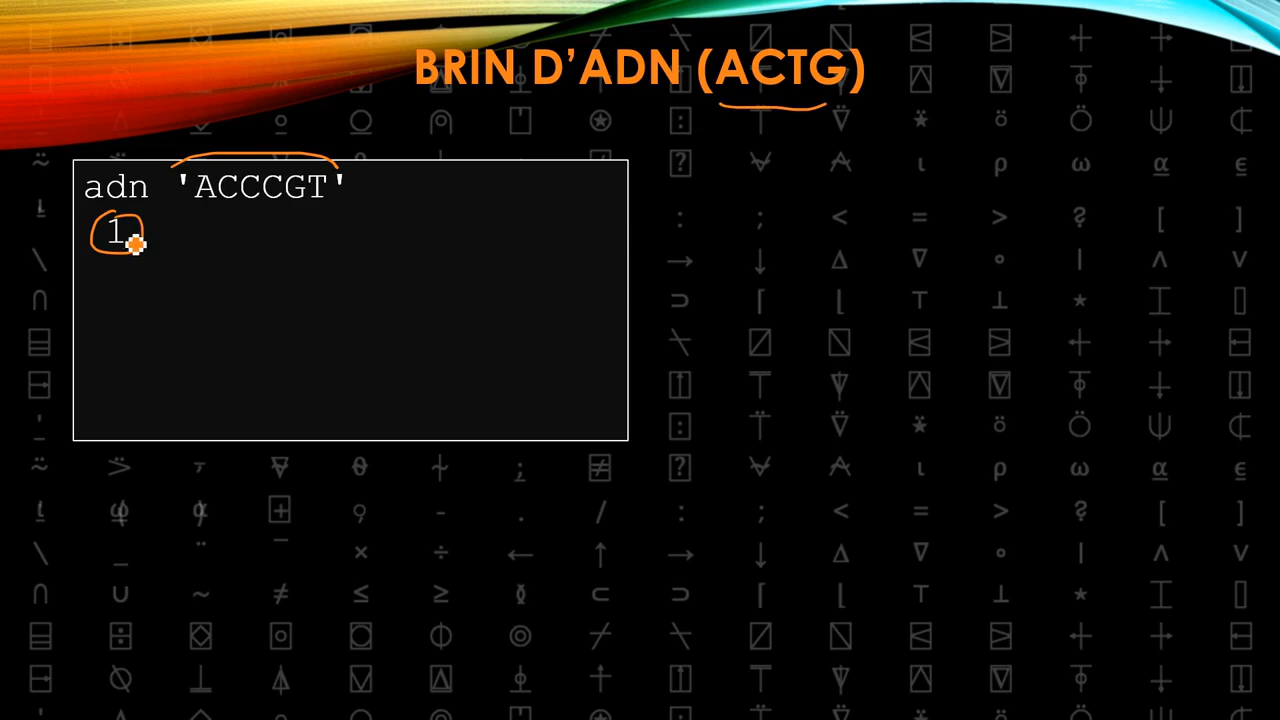 BRIN D’ADN (ACTG)
adn 'ACCCGT'
1